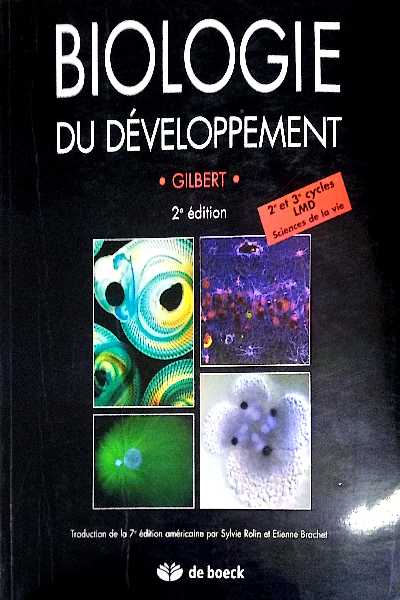 BIOLOGIE
DU DÉVELOPPEMENT
• GILBERT •
2e édition
2e et 3e cycles
LMD
Sciences de la vie
Traduction de la 7e édition américaine par Sylvie Rolin et Etienne Brachet
de boeck